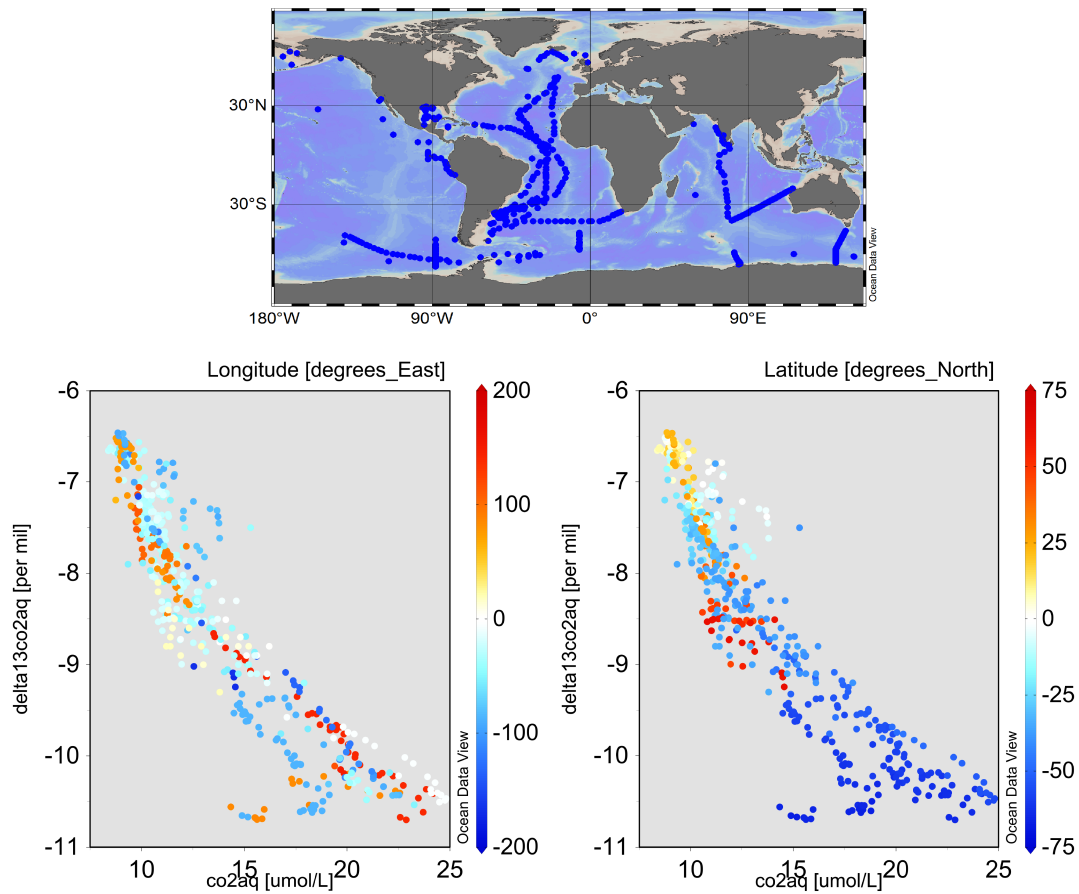 30°N
30°S
180°W 90°W 0° 90°E
Ocean Data View
Longitude [degrees_East]
-6
-7
-8
-9
-10
-11
delta13co2aq [per mil]
10 15 20 25
co2aq [umol/L]
200
100
0
-100
-200
Ocean Data View
Latitude [degrees_North]
-6
-7
-8
-9
-10
-11
delta13co2aq [per mil]
10 15 20 25
co2aq [umol/L]
75
50
25
0
-25
-50
-75
Ocean Data View